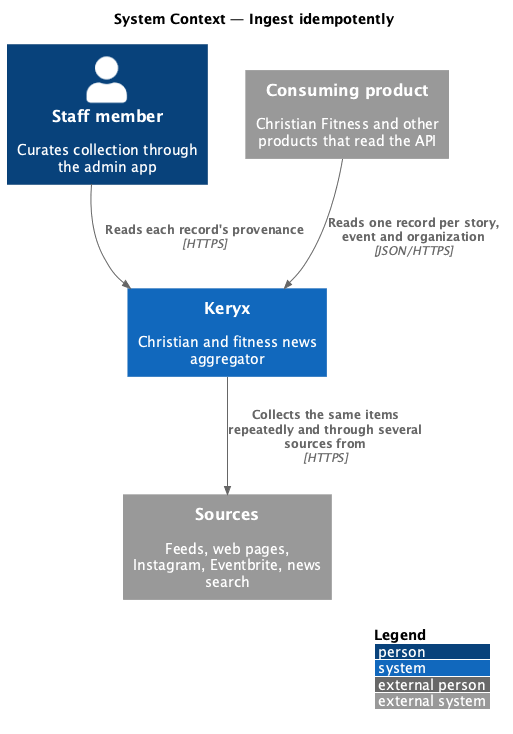 System Context — Ingest idempotently
Staff member
Curates collection through
the admin app
Consuming product
Christian Fitness and other
products that read the API
Reads each record's provenance
[HTTPS]
Reads one record per story,
event and organization
[JSON/HTTPS]
Keryx
Christian and fitness news
aggregator
Collects the same items
repeatedly and through several
sources from
[HTTPS]
Sources
Feeds, web pages,
Instagram, Eventbrite, news
search
Legend
person
system
external person
external system